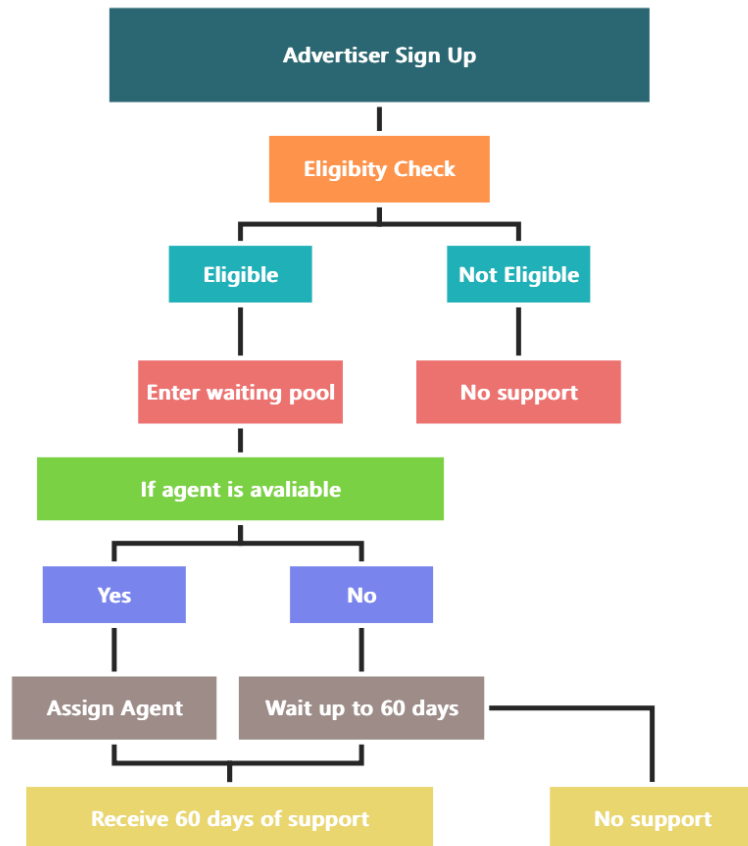 Advertiser Sign Up
Eligibity Check
Eligible
Not Eligible
Enter waiting pool
No support
If agent is avaliable
Yes
No
Assign Agent
Wait up to 60 days
Receive 60 days of support
No support